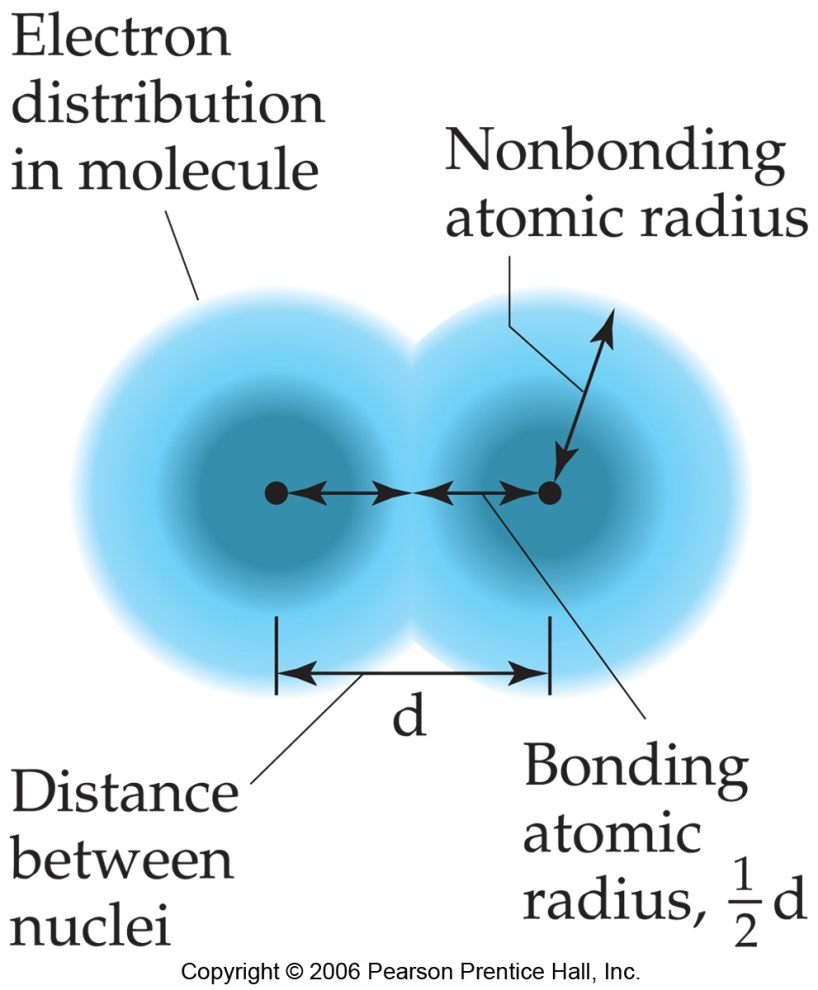 Electron
distribution
in molecule
Nonbonding
atomic radius
d
Distance
between
nuclei
Bonding
atomic
radius, 1/2 d
Copyright © 2006 Pearson Prentice Hall, Inc.